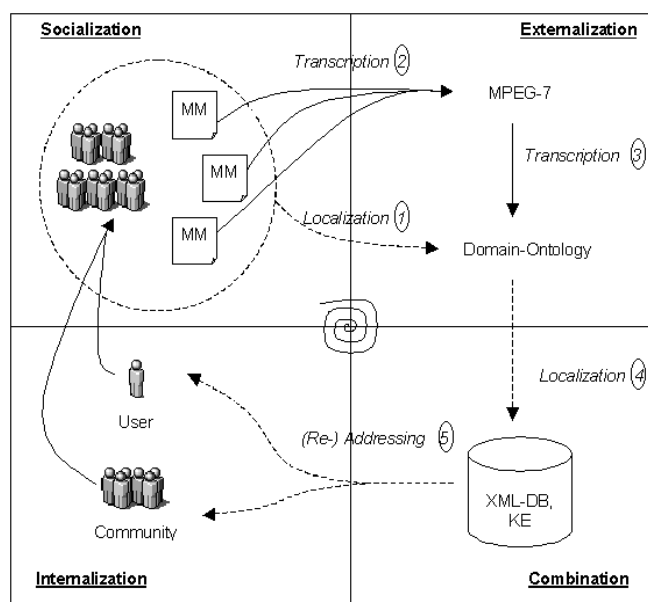 Socialization
Externalization
Transcription 2
MM
MPEG-7
MM
Transcription 3
MM
Localization 1
Domain-Ontology
User
Localization 4
(Re-) Addressing 5
Community
XML-DB,
KE
Internalization
Combination